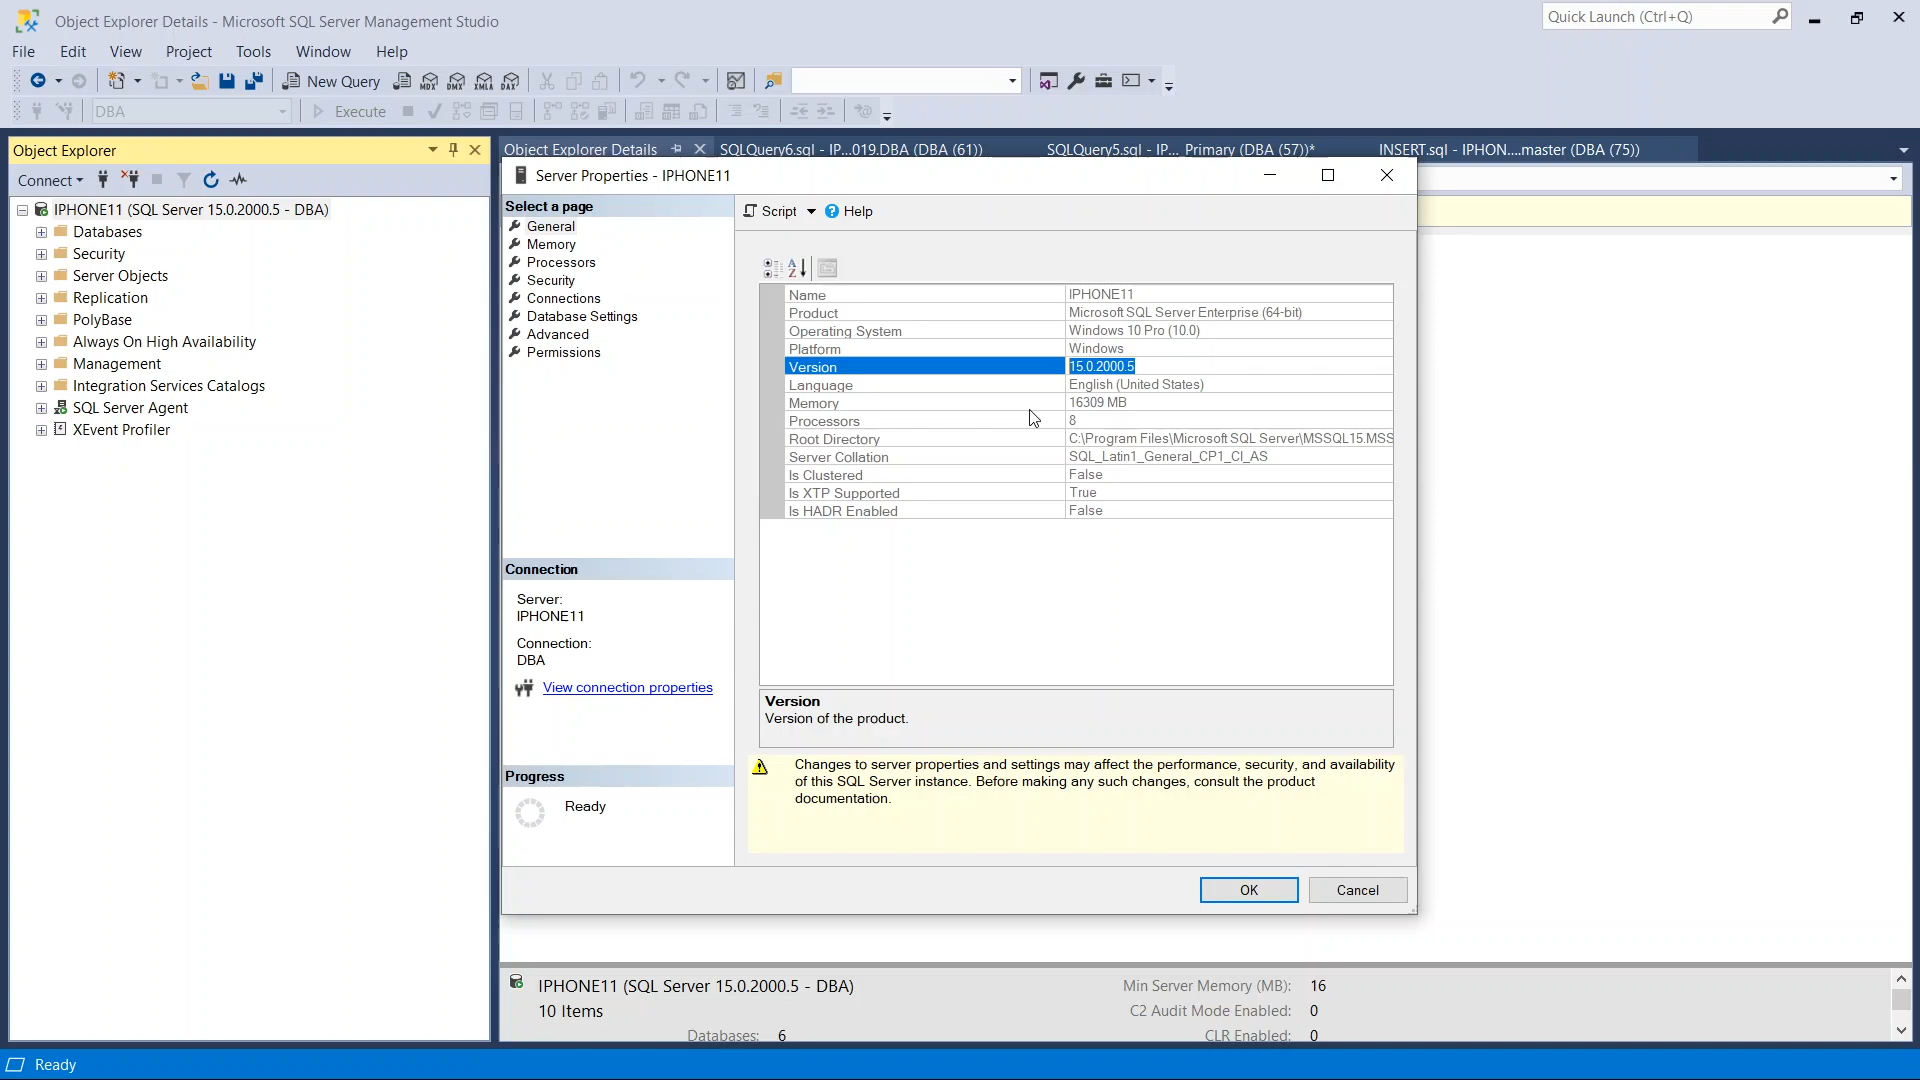 Object Explorer Details - Microsoft SQL Server Management Studio
Quick Launch (Ctrl+Q)
File Edit View Project Tools Window Help
New Query MDX DMX XMLA DAX
DBA Execute
Object Explorer
Object Explorer Details SQLQuery6.sql - IP...019.DBA (DBA (61)) SQLQuery5.sql - IP... Primary (DBA (57))* INSERT.sql - IPHON....master (DBA (75))
Connect
IPHONE11 (SQL Server 15.0.2000.5 - DBA)
Databases
Security
Server Objects
Replication
PolyBase
Always On High Availability
Management
Integration Services Catalogs
SQL Server Agent
XEvent Profiler
Server Properties - IPHONE11
Select a page
General
Memory
Processors
Security
Connections
Database Settings
Advanced
Permissions
Connection
Server:
IPHONE11
Connection:
DBA
View connection properties
Progress
Ready
Script Help
Name IPHONE11
Product Microsoft SQL Server Enterprise (64-bit)
Operating System Windows 10 Pro (10.0)
Platform Windows
Version 15.0.2000.5
Language English (United States)
Memory 16309 MB
Processors 8
Root Directory C:\Program Files\Microsoft SQL Server\MSSQL15.MSS
Server Collation SQL_Latin1_General_CP1_CI_AS
Is Clustered False
Is XTP Supported True
Is HADR Enabled False
Version
Version of the product.
Changes to server properties and settings may affect the performance, security, and availability
of this SQL Server instance. Before making any such changes, consult the product
documentation.
OK Cancel
IPHONE11 (SQL Server 15.0.2000.5 - DBA) Min Server Memory (MB): 16
10 Items C2 Audit Mode Enabled: 0
Databases: 6 CLR Enabled: 0
Ready